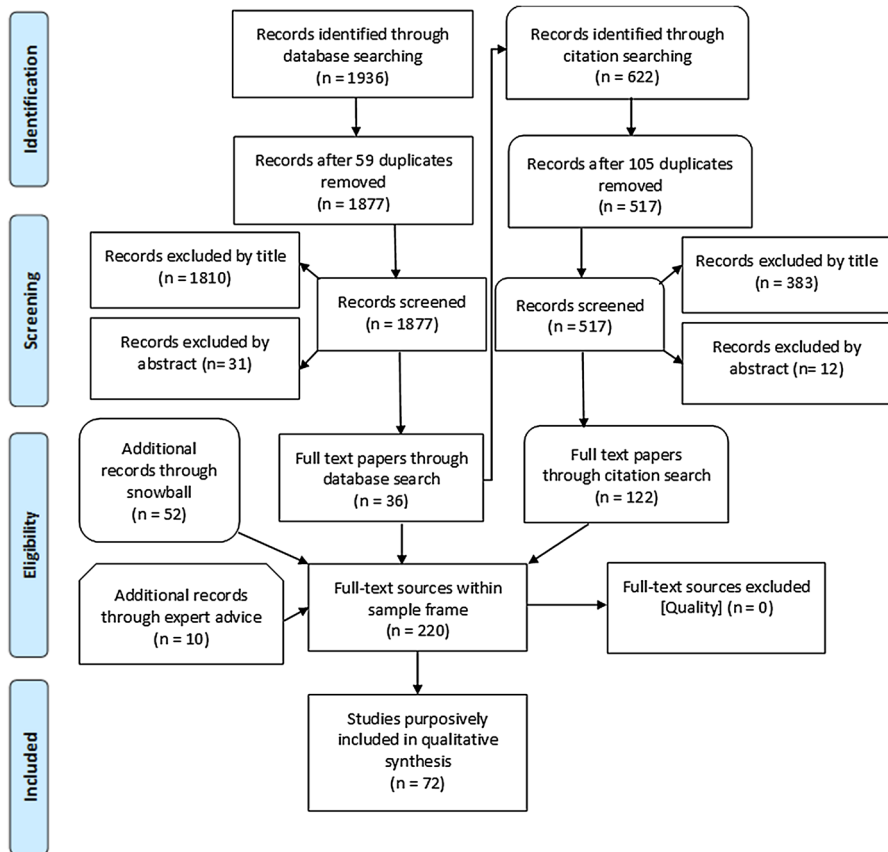 Identification
Records identified through
database searching
(n = 1936)
Records identified through
citation searching
(n = 622)
Records after 59 duplicates
removed
(n = 1877)
Records after 105 duplicates
removed
(n = 517)
Screening
Records excluded by title
(n = 1810)
Records excluded by
abstract (n= 31)
Records screened
(n = 1877)
Records screened
(n = 517)
Records excluded by title
(n = 383)
Records excluded by
abstract (n= 12)
Eligibility
Additional
records through
snowball
(n = 52)
Full text papers through
database search
(n = 36)
Full text papers
through citation search
(n = 122)
Additional records
through expert advice
(n = 10)
Full-text sources within
sample frame
(n = 220)
Full-text sources excluded
[Quality] (n = 0)
Included
Studies purposively
included in qualitative
synthesis
(n = 72)